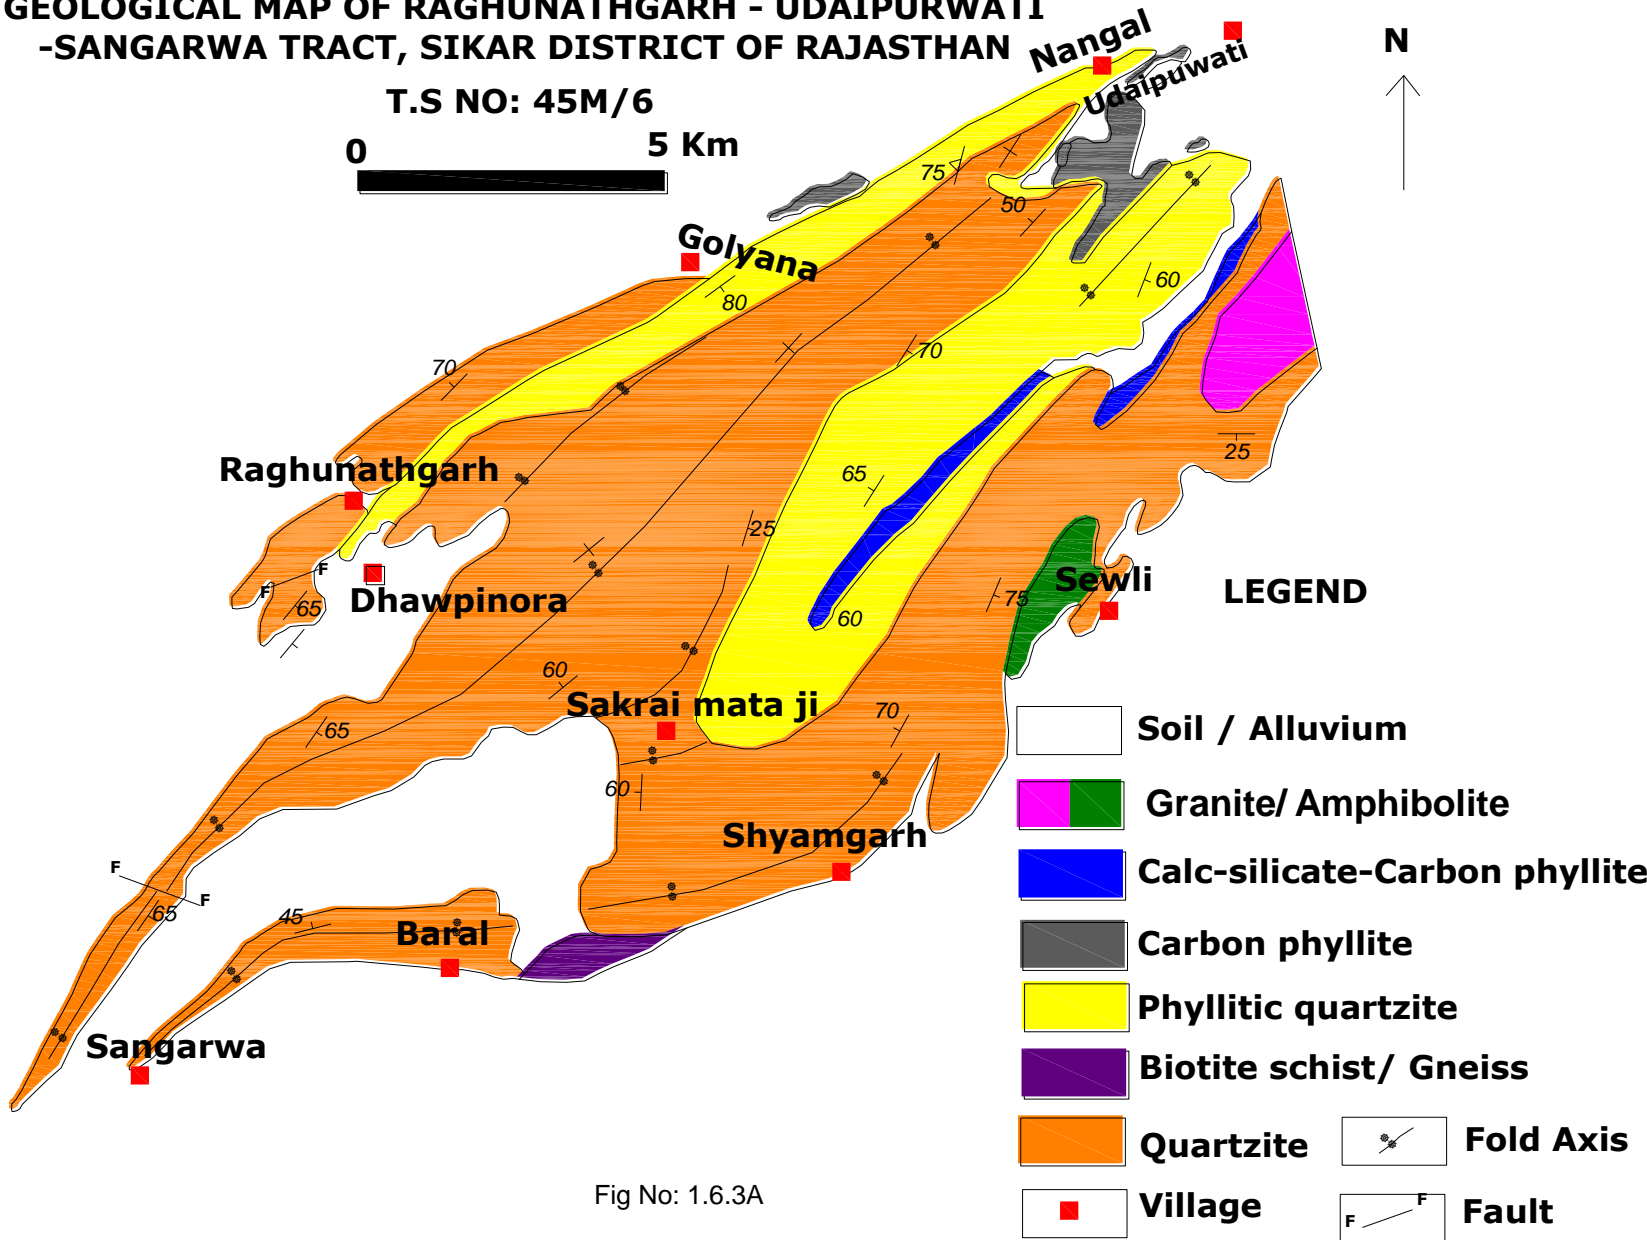 GEOLOGICAL MAP OF RAGHUNATHGARH - UDAIPURWATI
-SANGARWA TRACT, SIKAR DISTRICT OF RAJASTHAN
T.S NO: 45M/6
0 5 Km
N
Nangal
Udaipuwati
75
50
Golyana
80
60
70
70
25
Raghunathgarh
65
25
F
F
65
Dhawpinora
Sewli
75
60
LEGEND
60
Sakrai mata ji
70
65
60
Shyamgarh
F
F
65
45
Baral
Sangarwa
Soil / Alluvium
Granite/ Amphibolite
Calc-silicate-Carbon phyllite
Carbon phyllite
Phyllitic quartzite
Biotite schist/ Gneiss
Quartzite
Fold Axis
Village
F F
Fault
Fig No: 1.6.3A